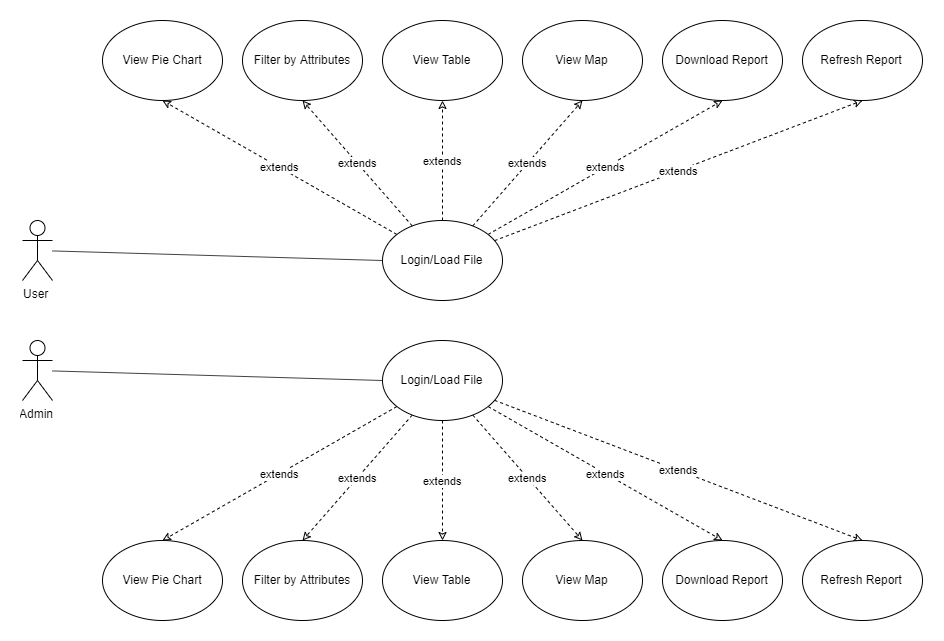 View Pie Chart
Filter by Attributes
View Table
View Map
Download Report
Refresh Report
extends
extends
extends
extends
extends
extends
User
Login/Load File
Admin
Login/Load File
extends
extends
extends
extends
extends
extends
View Pie Chart
Filter by Attributes
View Table
View Map
Download Report
Refresh Report